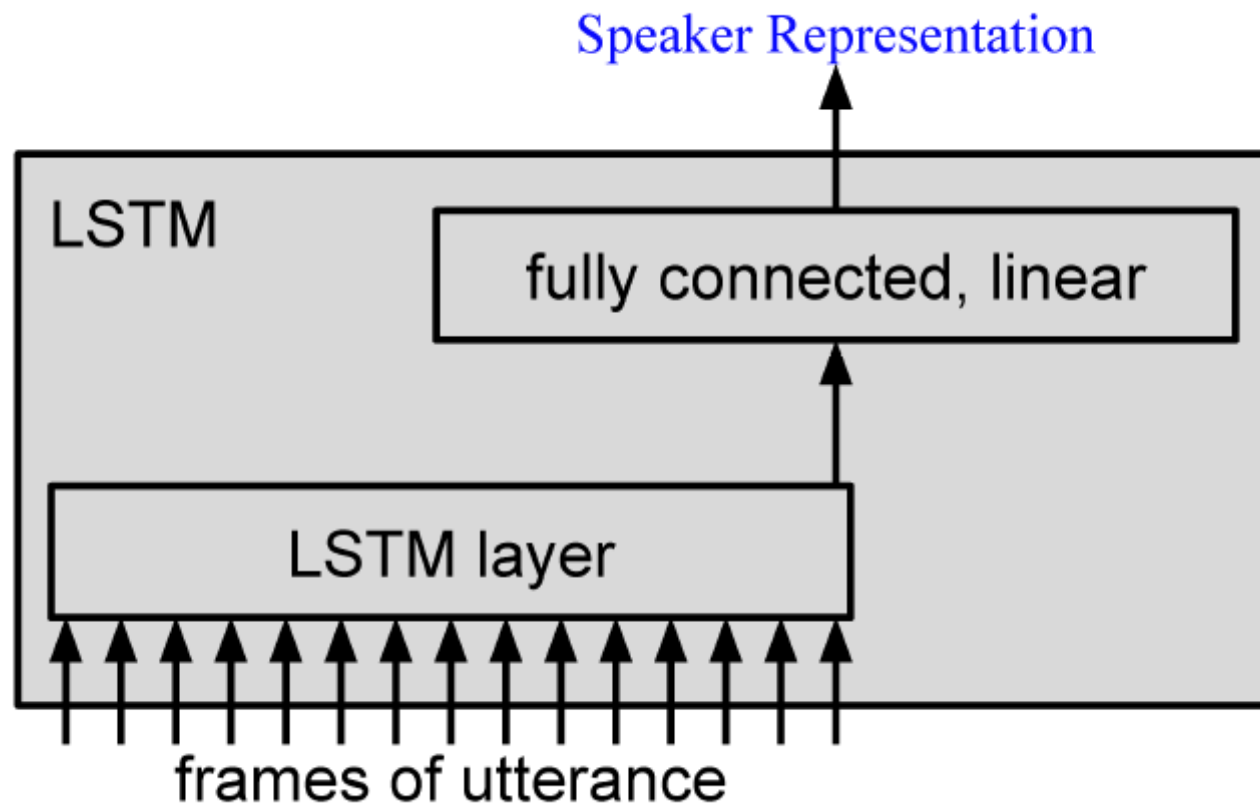 Speaker Representation
LSTM
fully connected, linear
LSTM layer
frames of utterance